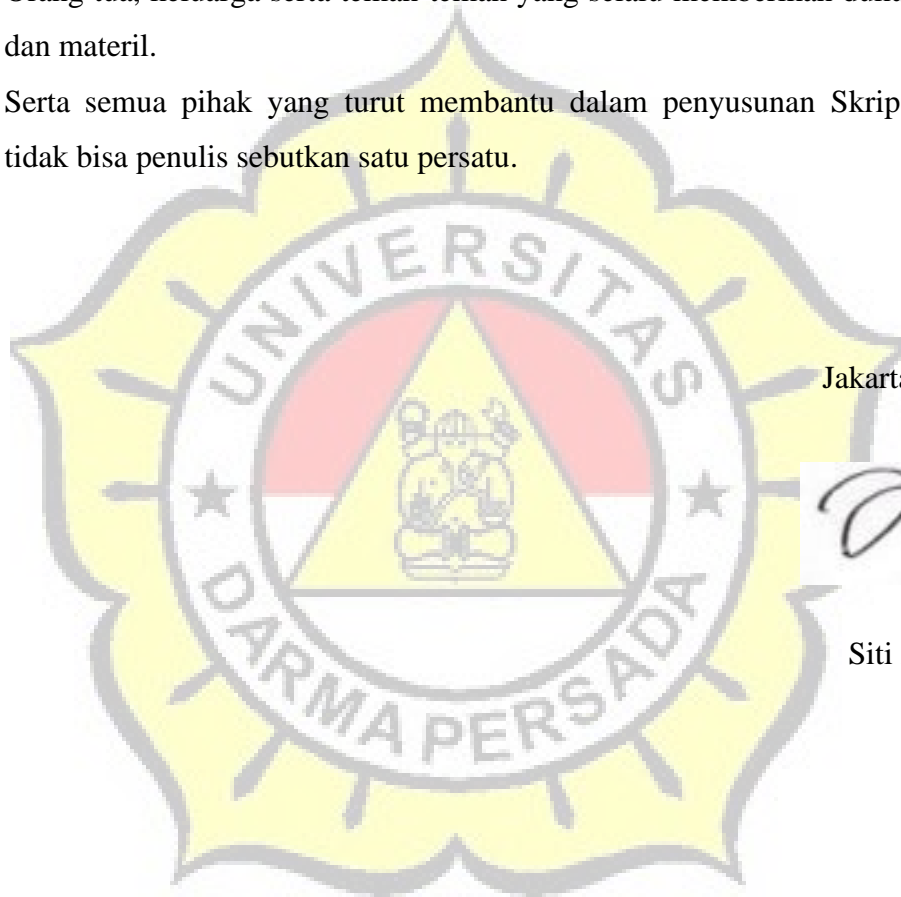 dan materil.
Serta semua pihak yang turut membantu dalam penyusunan Skrip
tidak bisa penulis sebutkan satu persatu.
UNIVERSITAS
Jakarta
DARMA PERSADA
Siti